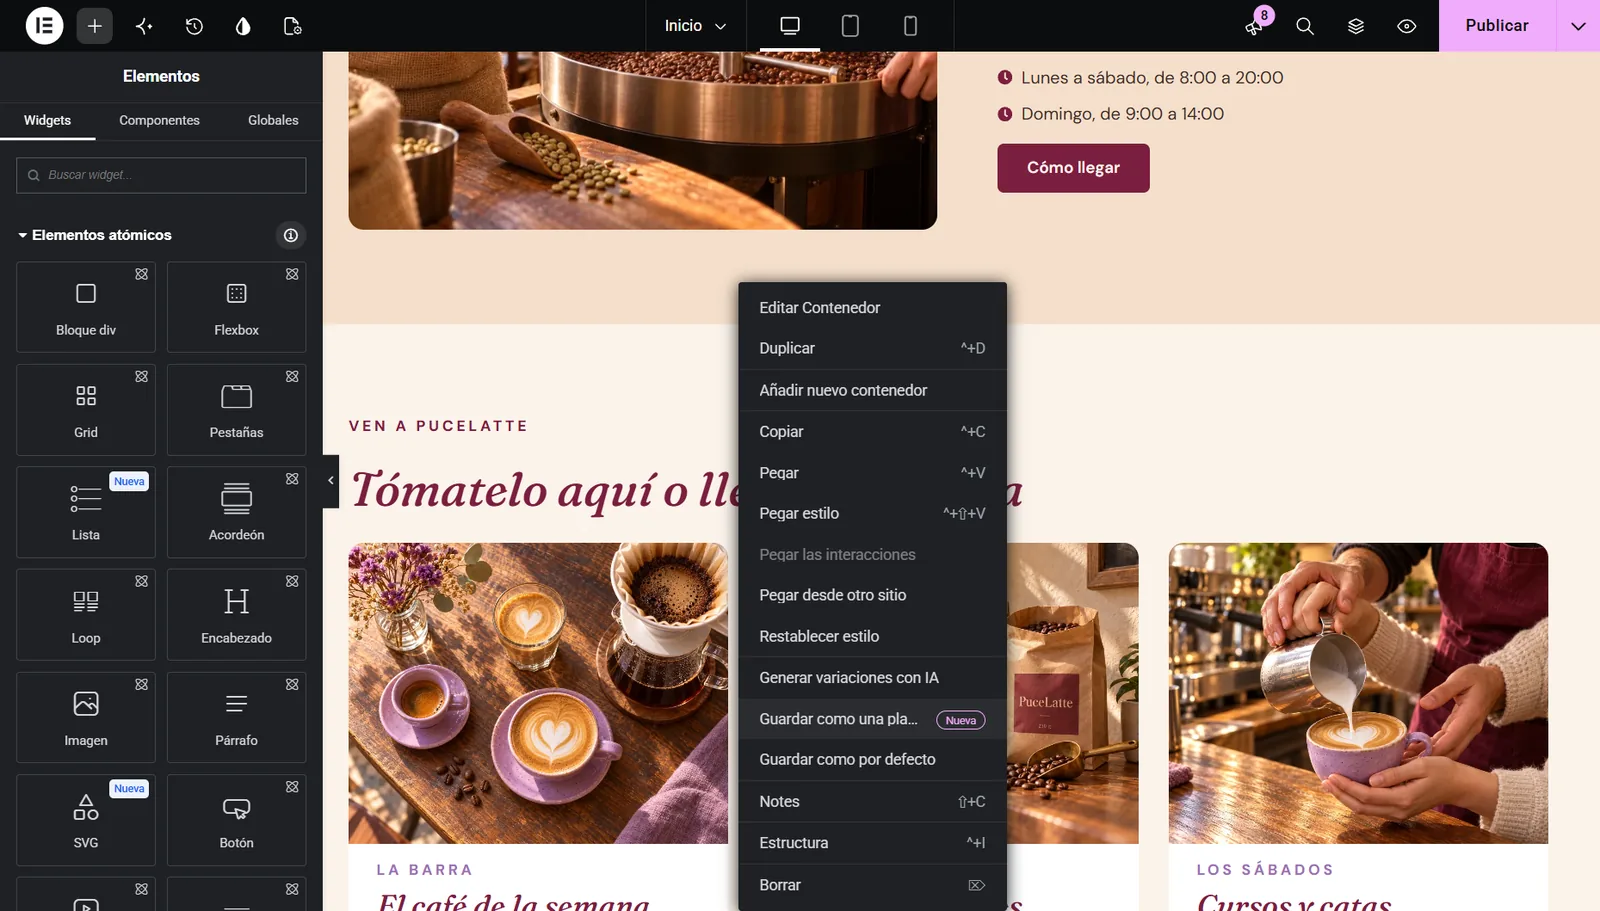 Inicio
8
Publicar
Elementos
Widgets
Componentes
Globales
Buscar widget...
Elementos atómicos
Bloque div
Flexbox
Grid
Pestañas
Nueva
Lista
Acordeón
Loop
Encabezado
Imagen
Párrafo
Nueva
SVG
Botón
Lunes a sábado, de 8:00 a 20:00
Domingo, de 9:00 a 14:00
Cómo llegar
VEN A PUCELATTE
Tómatelo aquí o lle
a
Editar Contenedor
Duplicar ^+D
Añadir nuevo contenedor
Copiar ^+C
Pegar ^+V
Pegar estilo ^+⇧+V
Pegar las interacciones
Pegar desde otro sitio
Restablecer estilo
Generar variaciones con IA
Guardar como una pla... Nueva
Guardar como por defecto
Notes ⇧+C
Estructura ^+I
Borrar ⌦
PuceLatte
LA BARRA
El café de la semana
es
LOS SÁBADOS
Cursos y catas